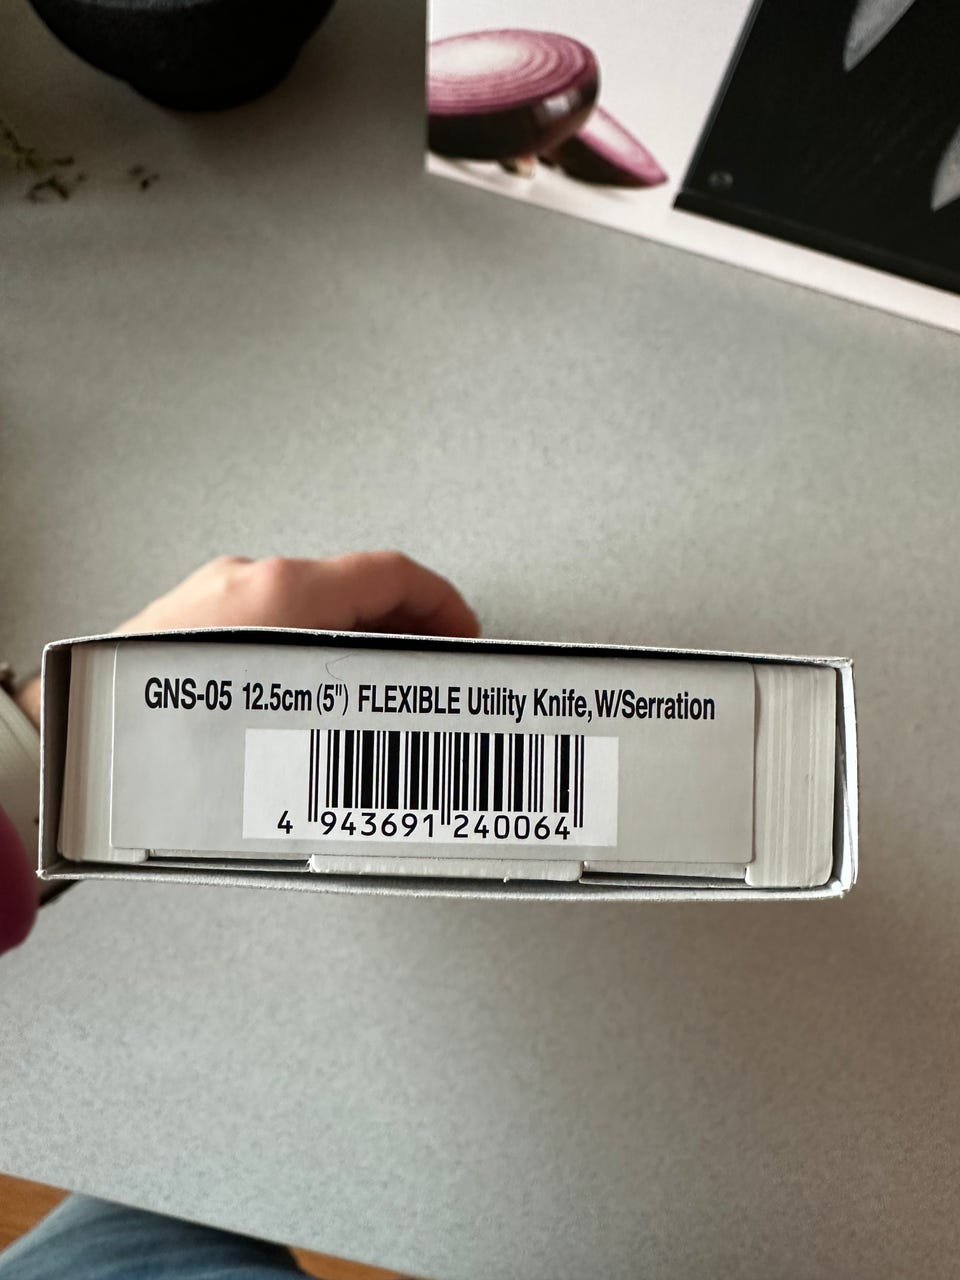 GNS-05 12.5cm (5") FLEXIBLE Utility Knife, W/Serration
4 943691 240064